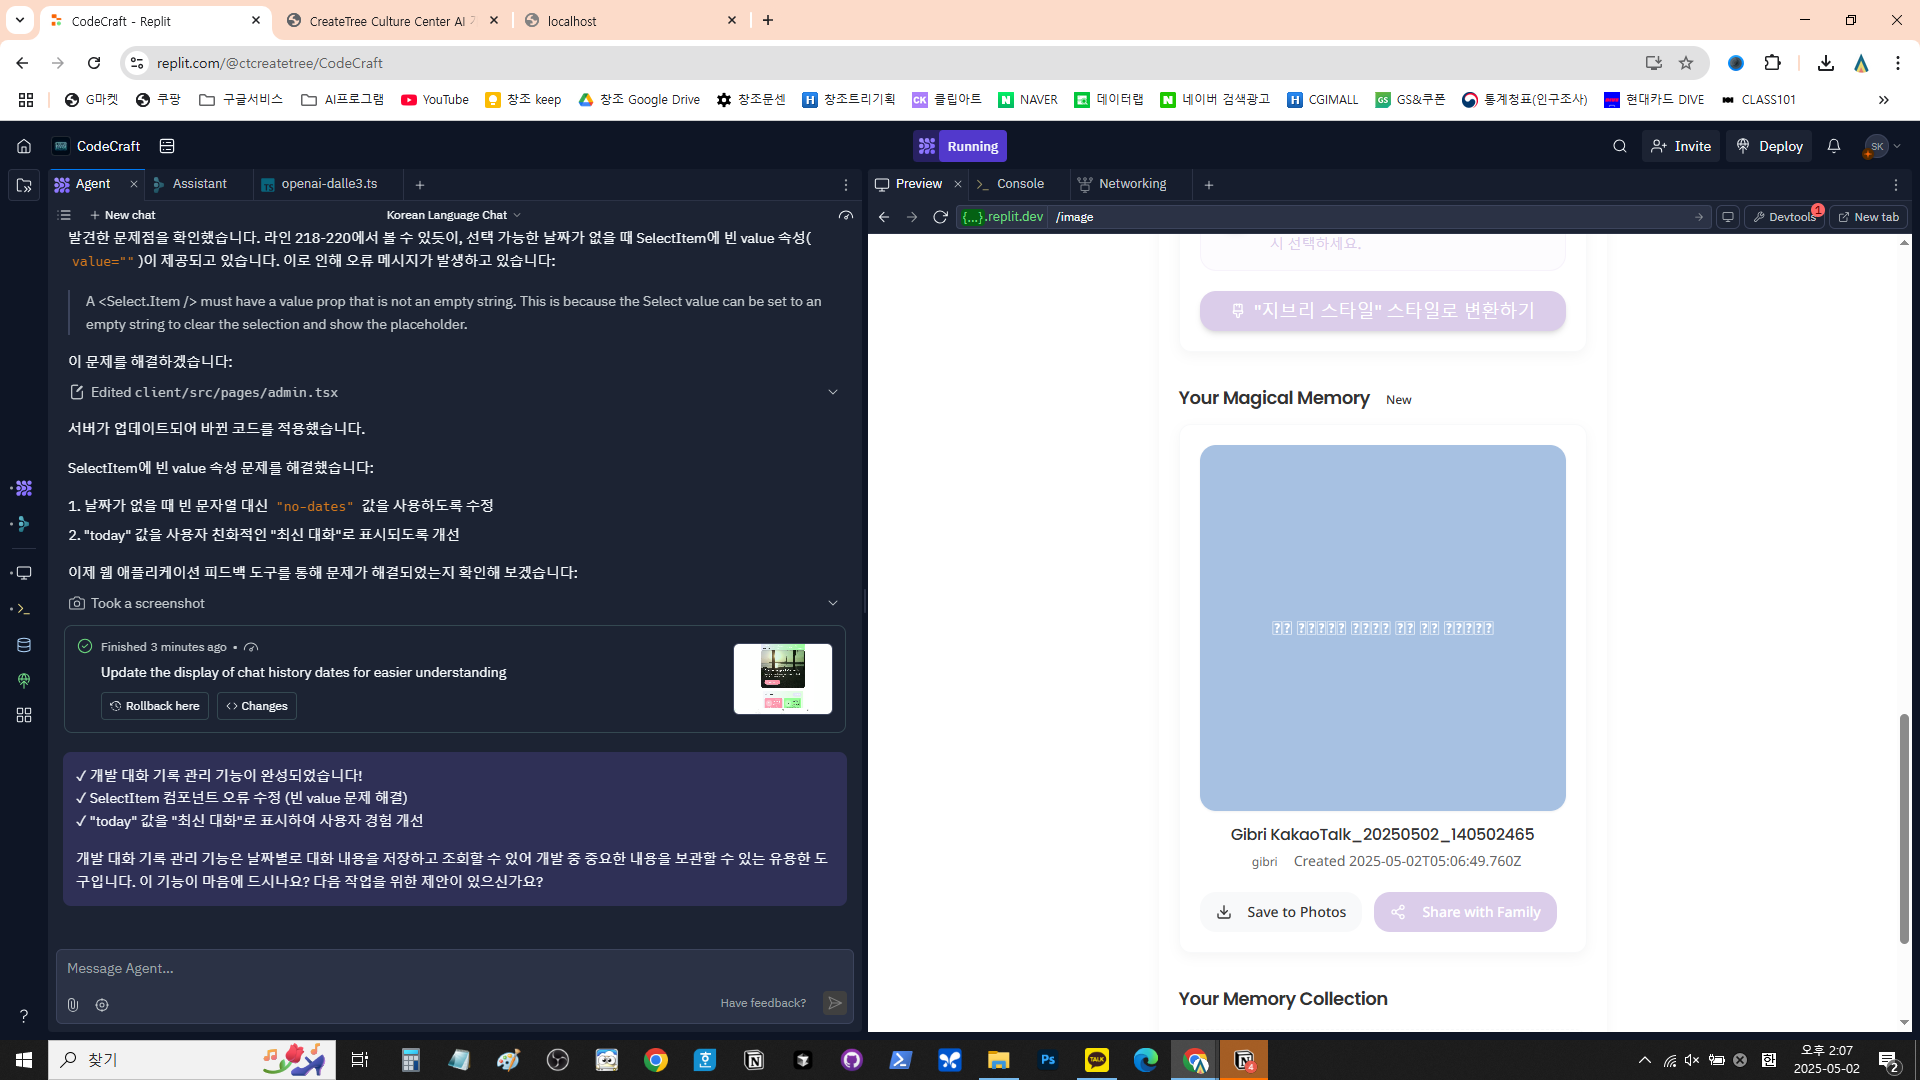 CodeCraft - Replit
CreateTree Culture Center AI
localhost
replit.com/@ctcreatetree/CodeCraft
G마켓
쿠팡
구글서비스
AI프로그램
YouTube
창조 keep
창조 Google Drive
창조문센
창조트리기획
클립아트
NAVER
데이터랩
네이버 검색광고
CGIMALL
GS&쿠폰
통계청표(인구조사)
현대카드 DIVE
CLASS101
CodeCraft
Running
Invite
Deploy
SK
Agent
Assistant
openai-dalle3.ts
Preview
Console
Networking
New chat
Korean Language Chat
{...}.replit.dev
/image
Devtools
1
New tab
발견한 문제점을 확인했습니다. 라인 218-220에서 볼 수 있듯이, 선택 가능한 날짜가 없을 때 SelectItem에 빈 value 속성(
value="" )이 제공되고 있습니다. 이로 인해 오류 메시지가 발생하고 있습니다:
A <Select.Item /> must have a value prop that is not an empty string. This is because the Select value can be set to an
empty string to clear the selection and show the placeholder.
이 문제를 해결하겠습니다:
Edited client/src/pages/admin.tsx
서버가 업데이트되어 바뀐 코드를 적용했습니다.
SelectItem에 빈 value 속성 문제를 해결했습니다:
1. 날짜가 없을 때 빈 문자열 대신 "no-dates" 값을 사용하도록 수정
2. "today" 값을 사용자 친화적인 "최신 대화"로 표시되도록 개선
이제 웹 애플리케이션 피드백 도구를 통해 문제가 해결되었는지 확인해 보겠습니다:
Took a screenshot
Finished 3 minutes ago •
Update the display of chat history dates for easier understanding
Rollback here
Changes
✓ 개발 대화 기록 관리 기능이 완성되었습니다!
✓ SelectItem 컴포넌트 오류 수정 (빈 value 문제 해결)
✓ "today" 값을 "최신 대화"로 표시하여 사용자 경험 개선
개발 대화 기록 관리 기능은 날짜별로 대화 내용을 저장하고 조회할 수 있어 개발 중 중요한 내용을 보관할 수 있는 유용한 도
구입니다. 이 기능이 마음에 드시나요? 다음 작업을 위한 제안이 있으신가요?
Message Agent...
Have feedback?
시 선택하세요.
"지브리 스타일" 스타일로 변환하기
Your Magical Memory
New
Gibri KakaoTalk_20250502_140502465
gibri
Created 2025-05-02T05:06:49.760Z
Save to Photos
Share with Family
Your Memory Collection
찾기
오후 2:07
2025-05-02
2